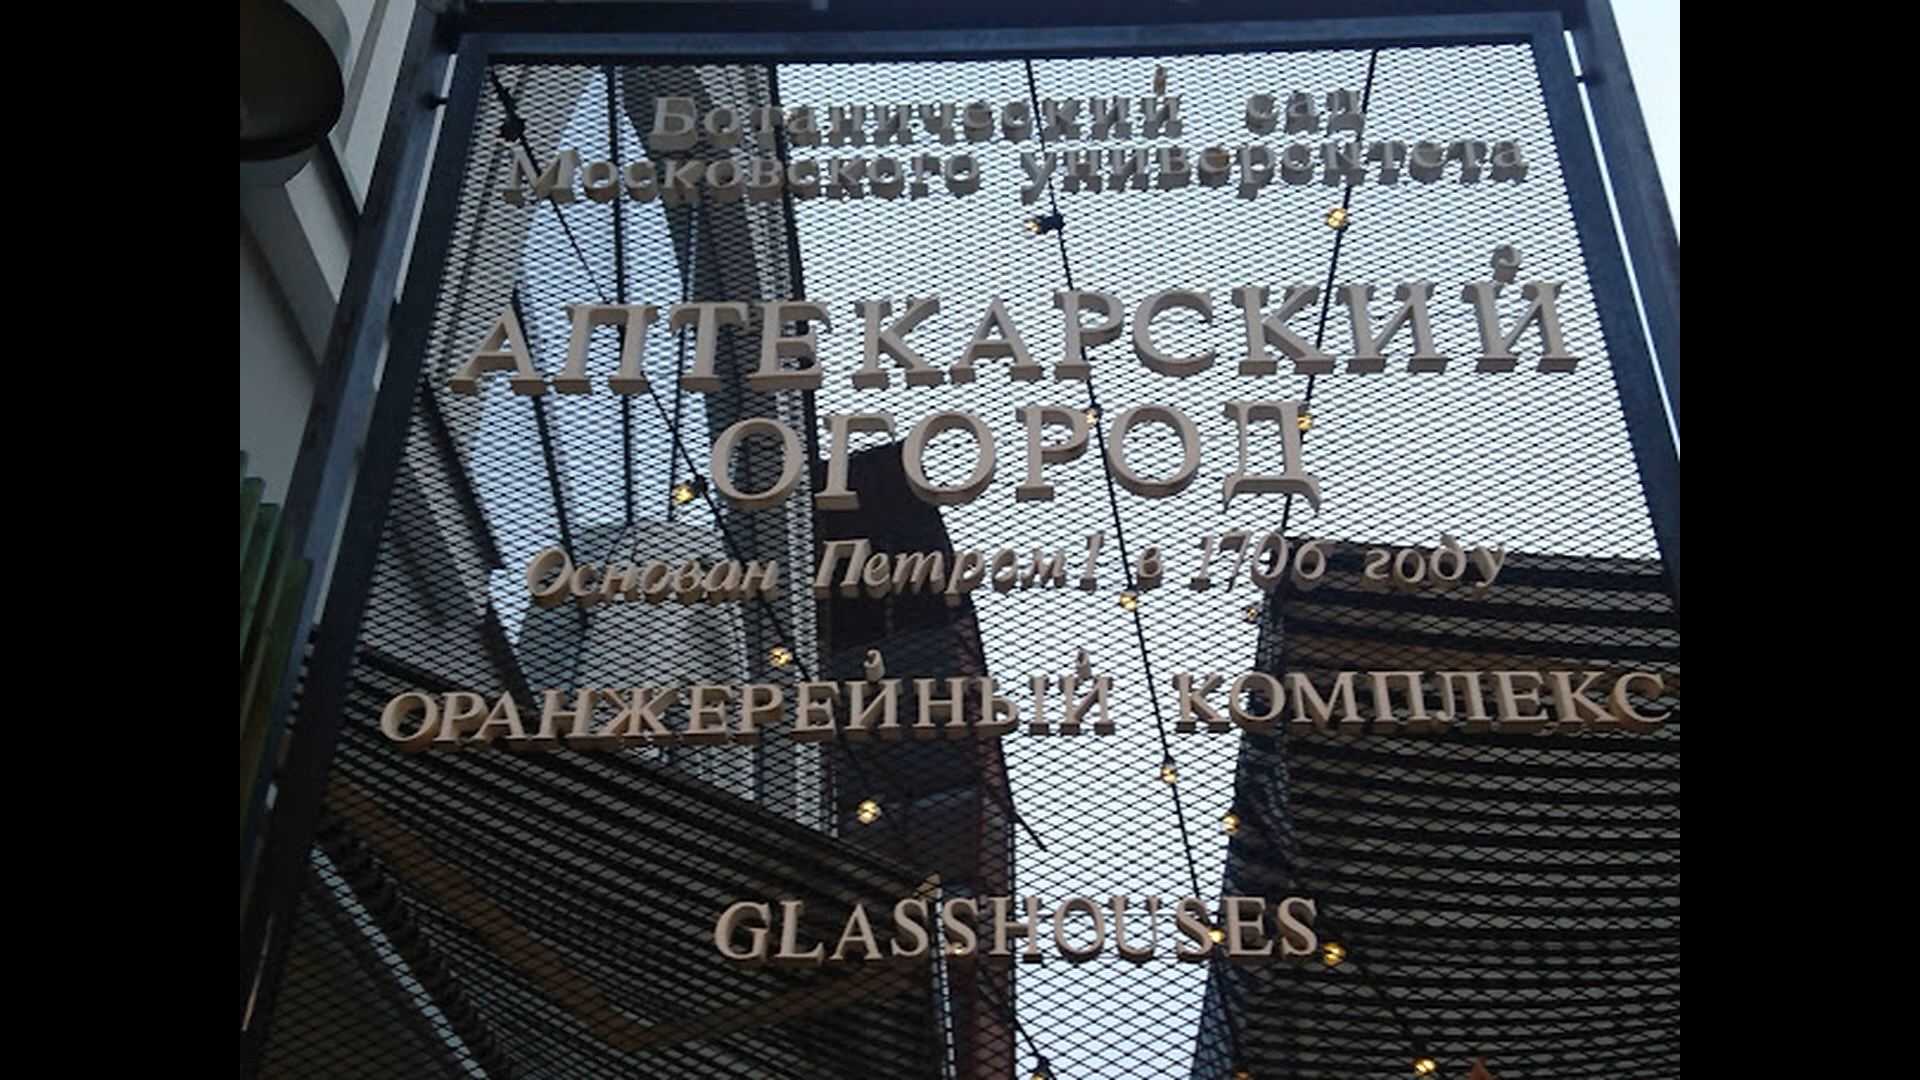 Ботанический сад
Московского университета
АПТЕКАРСКИЙ
ОГОРОД
Основан Петром I в 1706 году
ОРАНЖЕРЕЙНЫЙ КОМПЛЕКС
GLASSHOUSES